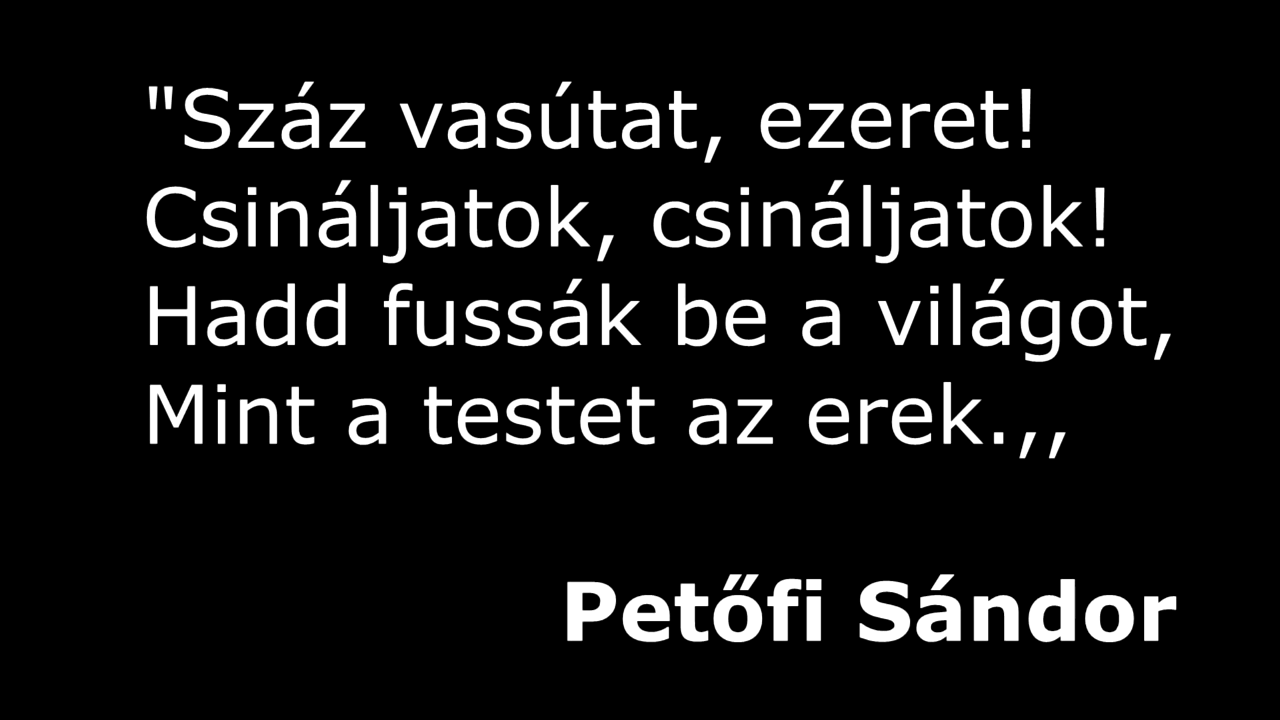 "Száz vasútat, ezeret!
Csináljatok, csináljatok!
Hadd fussák be a világot,
Mint a testet az erek.,,
Petőfi Sándor